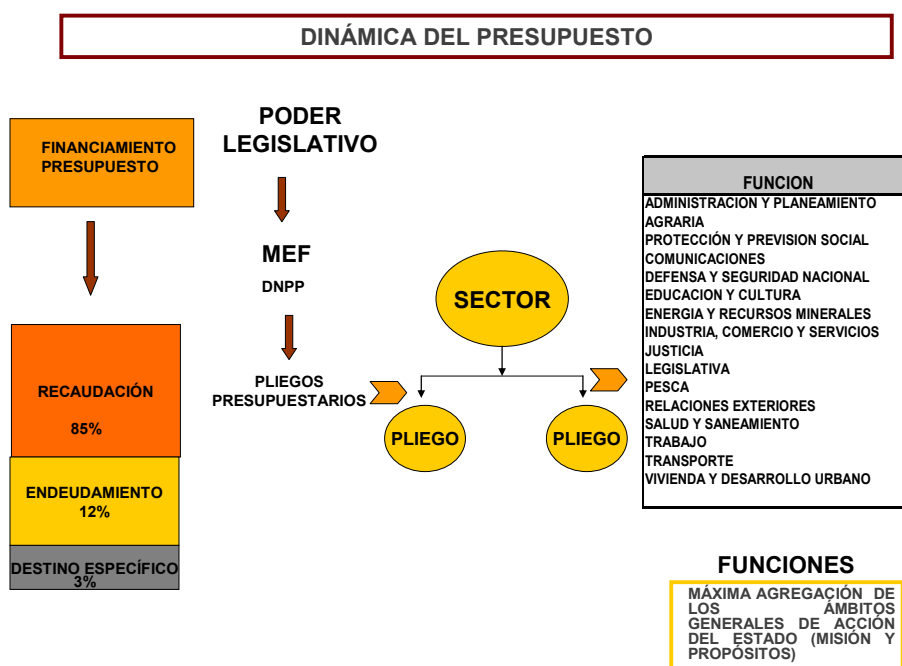 DINÁMICA DEL PRESUPUESTO
FINANCIAMIENTO
PRESUPUESTO
RECAUDACIÓN
85%
ENDEUDAMIENTO
12%
DESTINO ESPECÍFICO
3%
PODER
LEGISLATIVO
MEF
DNPP
PLIEGOS
PRESUPUESTARIOS
SECTOR
PLIEGO
PLIEGO
FUNCION
ADMINISTRACION Y PLANEAMIENTO
AGRARIA
PROTECCIÓN Y PREVISION SOCIAL
COMUNICACIONES
DEFENSA Y SEGURIDAD NACIONAL
EDUCACION Y CULTURA
ENERGIA Y RECURSOS MINERALES
INDUSTRIA, COMERCIO Y SERVICIOS
JUSTICIA
LEGISLATIVA
PESCA
RELACIONES EXTERIORES
SALUD Y SANEAMIENTO
TRABAJO
TRANSPORTE
VIVIENDA Y DESARROLLO URBANO
FUNCIONES
MÁXIMA AGREGACIÓN DE
LOS ÁMBITOS
GENERALES DE ACCIÓN
DEL ESTADO (MISIÓN Y
PROPÓSITOS)